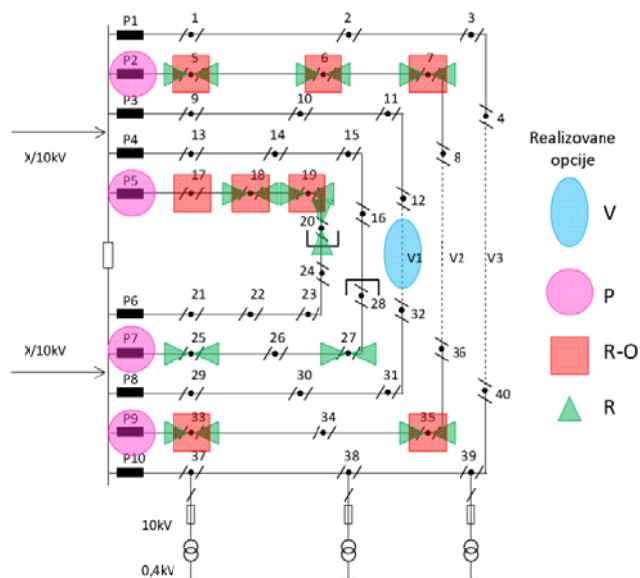 P1 1 2 3
P2 5 6 7
P3 9 10 11 4
P4 13 14 15 8
X/10kV
P5 17 18 19 12
20 16
24 V1 V2 V3
28
P6 21 22 23 32
X/10kV
P7 25 26 27 36
P8 29 30 31 40
P9 33 34 35
P10 37 38 39
10kV
0,4kV
Realizovane
opcije
V
P
R-O
R